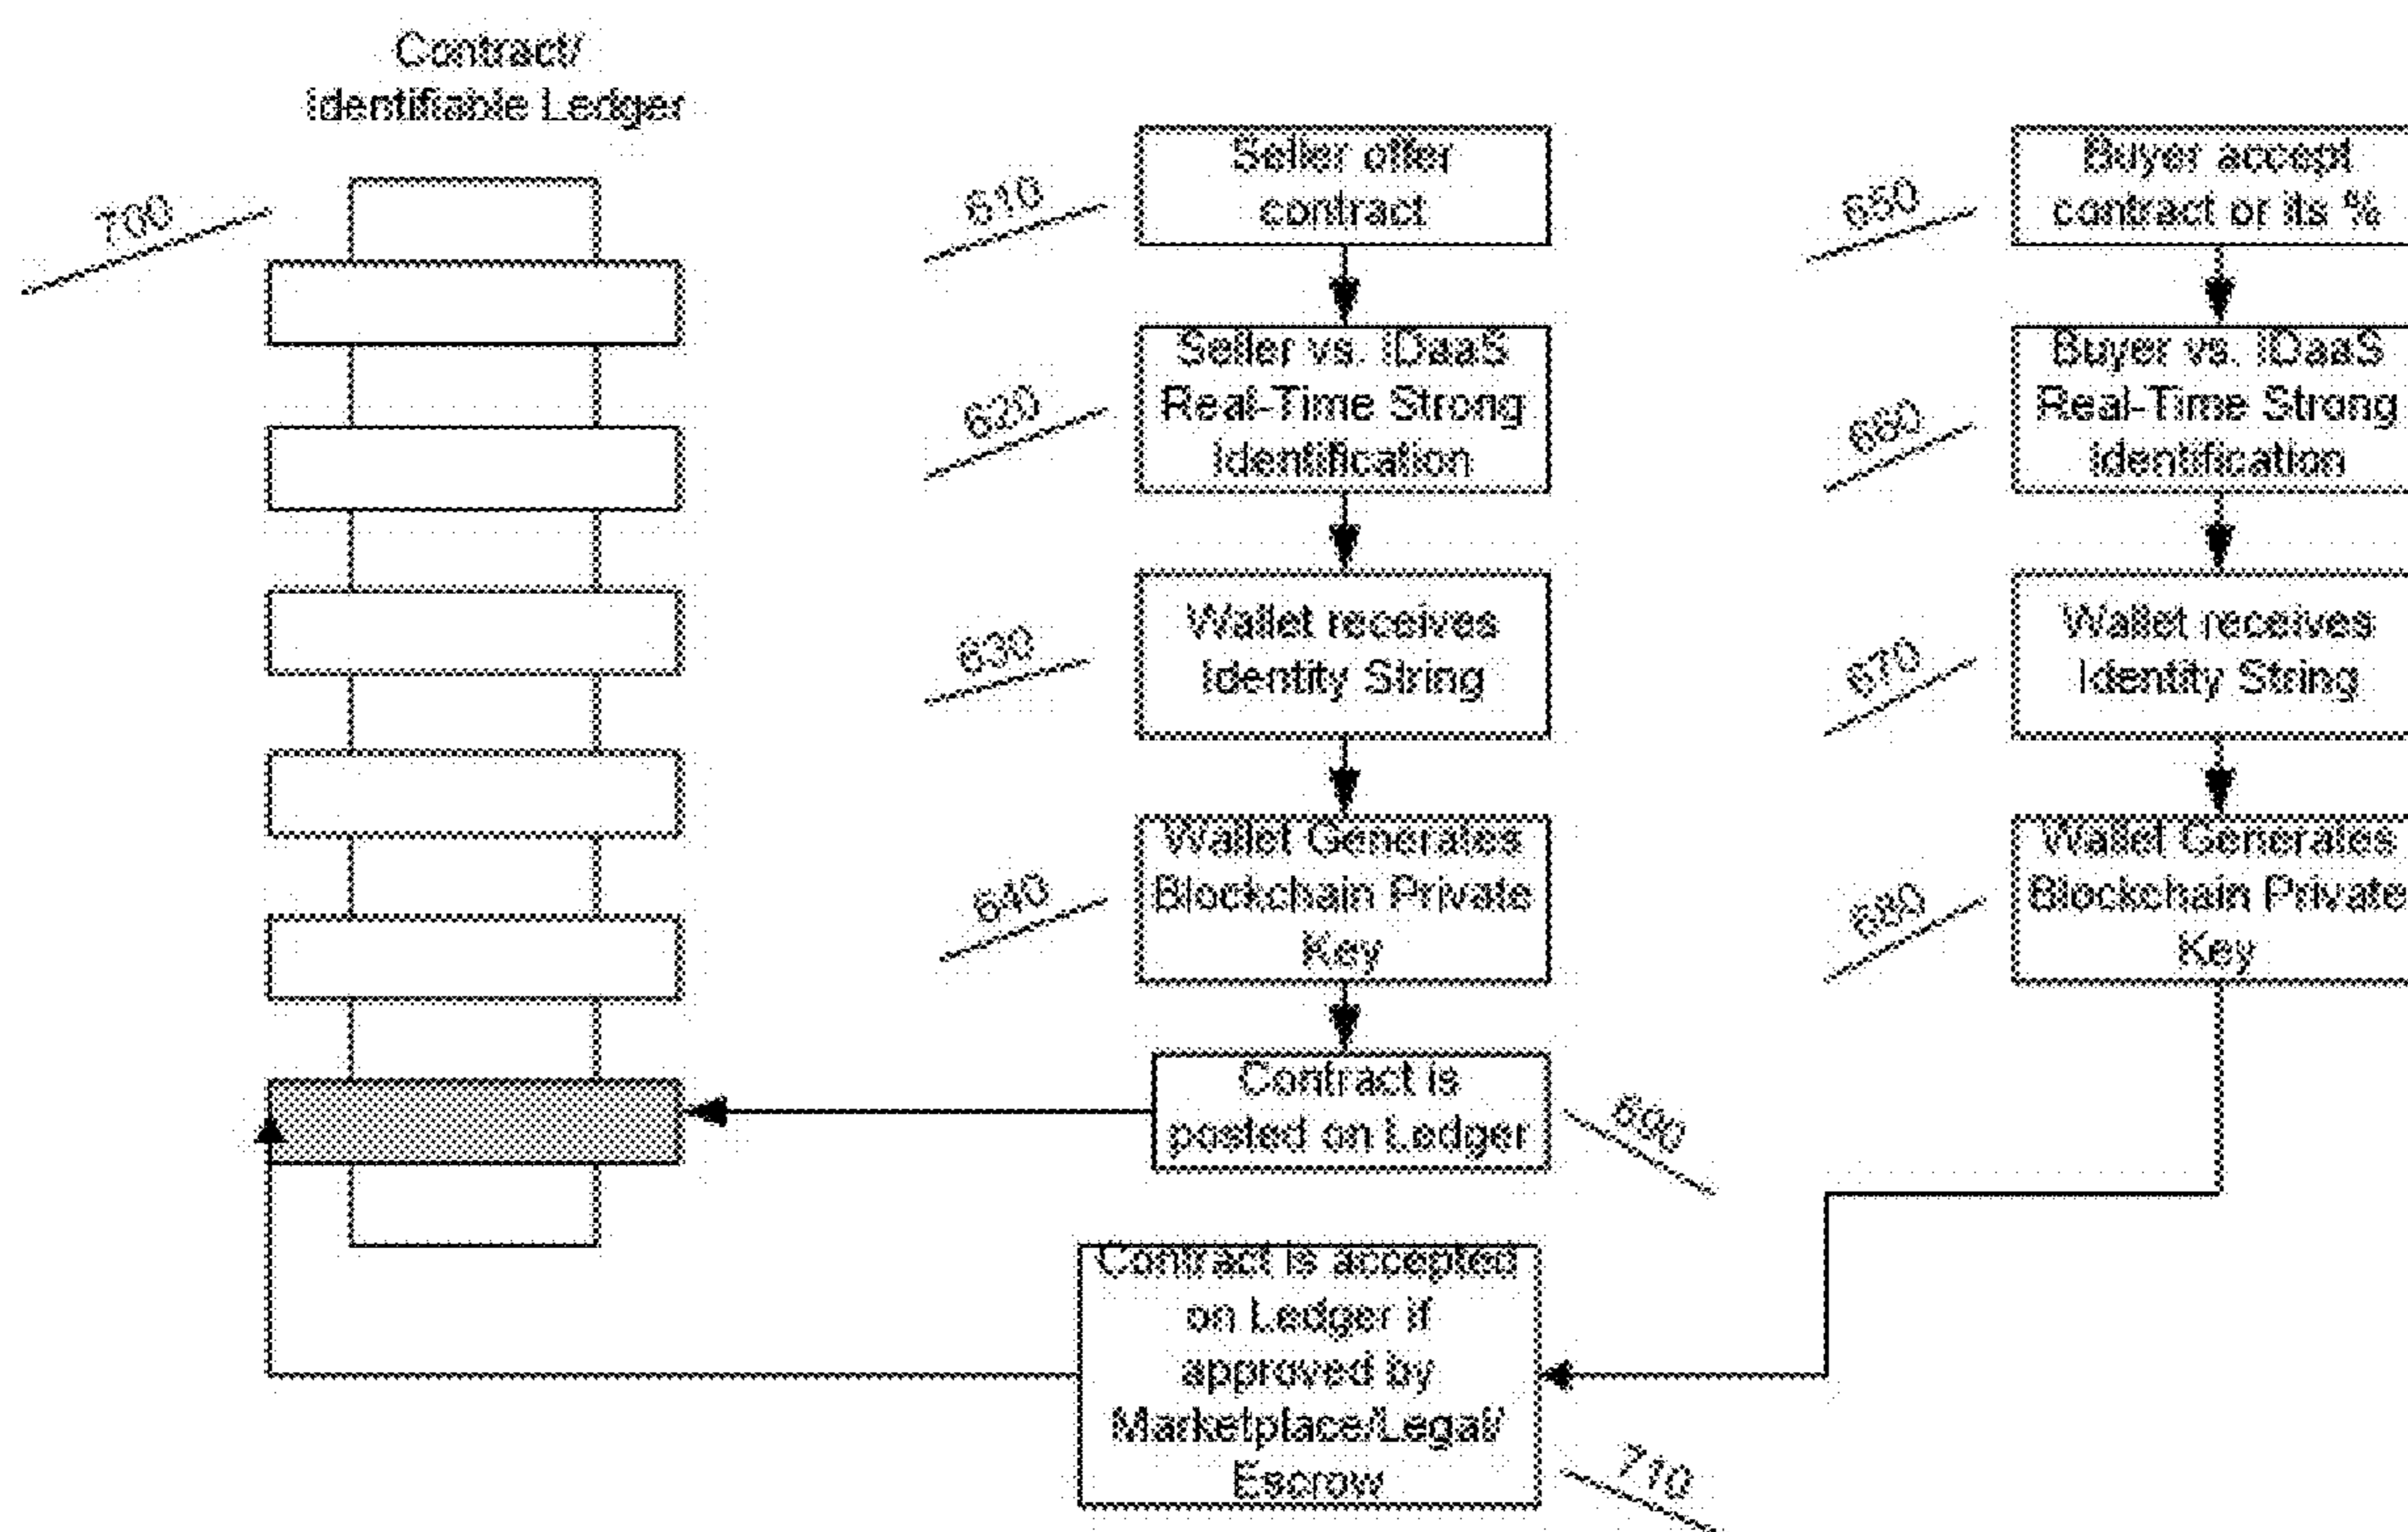 Contract/
Identifiable Ledger
700
610
Seller offer
contract
620
Seller vs. IDaaS
Real-Time Strong
Identification
630
Wallet receives
Identity String
640
Wallet Generates
Blockchain Private
Key
Contract is
posted on Ledger
690
650
Buyer accept
contract or its %
660
Buyer vs. IDaaS
Real-Time Strong
Identification
670
Wallet receives
Identity String
680
Wallet Generates
Blockchain Private
Key
Contract is accepted
on Ledger if
approved by
Marketplace/Legal/
Escrow
710